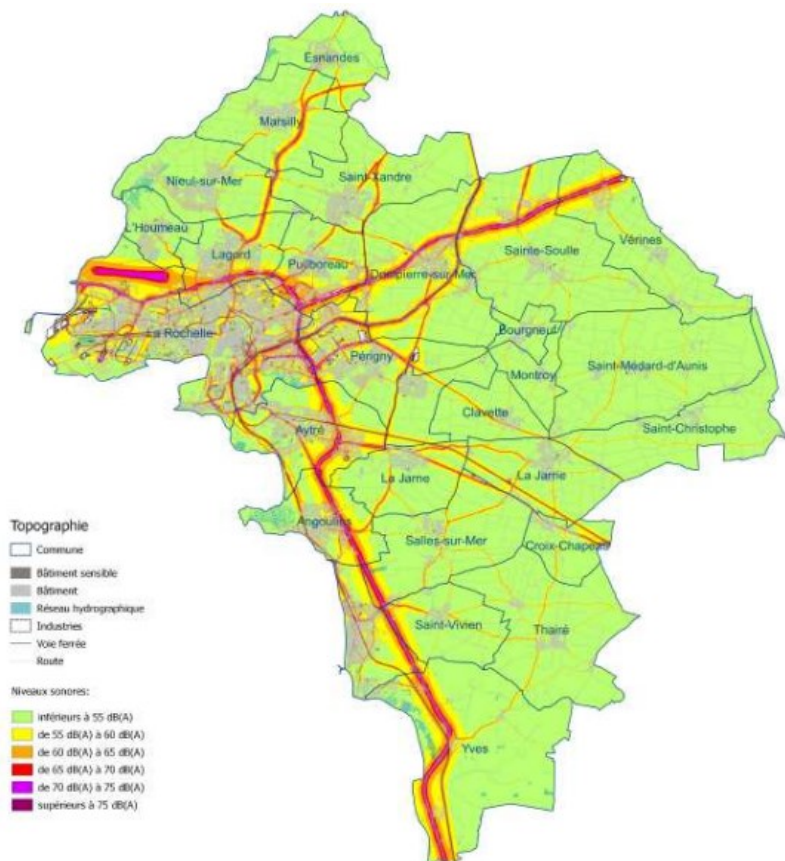 Esnandes
Marsilly
Nieul-sur-Mer
Saint-Xandre
L'Houmeau
Lagord
Puilboreau
Dompierre-sur-Mer
Sainte-Soulle
Vérines
La Rochelle
Périgny
Bourgneuf
Montroy
Saint-Médard-d'Aunis
Clavette
Saint-Christophe
Aytré
La Jarne
La Jarrie
Angoulins
Salles-sur-Mer
Croix-Chapeau
Saint-Vivien
Thairé
Yves
Topographie
Commune
Bâtiment sensible
Bâtiment
Réseau hydrographique
Industries
Voie ferrée
Route
Niveaux sonores:
inférieurs à 55 dB(A)
de 55 dB(A) à 60 dB(A)
de 60 dB(A) à 65 dB(A)
de 65 dB(A) à 70 dB(A)
de 70 dB(A) à 75 dB(A)
supérieurs à 75 dB(A)